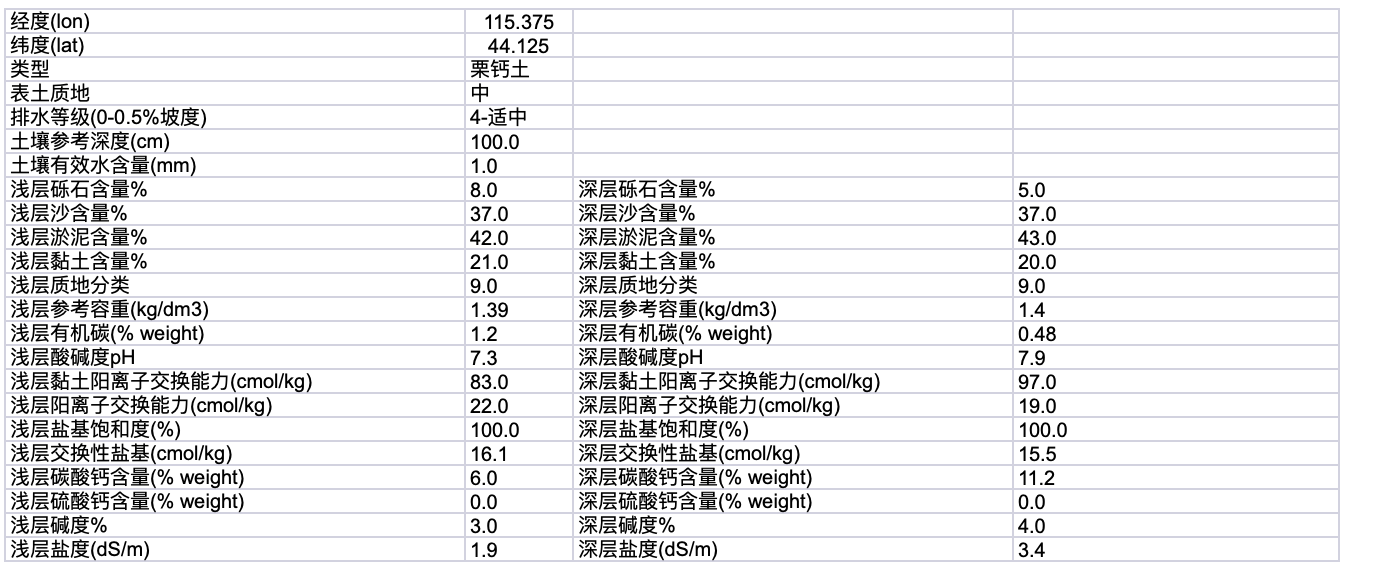 经度(lon) 115.375
纬度(lat) 44.125
类型 栗钙土
表土质地 中
排水等级(0-0.5%坡度) 4-适中
土壤参考深度(cm) 100.0
土壤有效水含量(mm) 1.0
浅层砾石含量% 8.0 深层砾石含量% 5.0
浅层沙含量% 37.0 深层沙含量% 37.0
浅层淤泥含量% 42.0 深层淤泥含量% 43.0
浅层黏土含量% 21.0 深层黏土含量% 20.0
浅层质地分类 9.0 深层质地分类 9.0
浅层参考容重(kg/dm3) 1.39 深层参考容重(kg/dm3) 1.4
浅层有机碳(% weight) 1.2 深层有机碳(% weight) 0.48
浅层酸碱度pH 7.3 深层酸碱度pH 7.9
浅层黏土阳离子交换能力(cmol/kg) 83.0 深层黏土阳离子交换能力(cmol/kg) 97.0
浅层阳离子交换能力(cmol/kg) 22.0 深层阳离子交换能力(cmol/kg) 19.0
浅层盐基饱和度(%) 100.0 深层盐基饱和度(%) 100.0
浅层交换性盐基(cmol/kg) 16.1 深层交换性盐基(cmol/kg) 15.5
浅层碳酸钙含量(% weight) 6.0 深层碳酸钙含量(% weight) 11.2
浅层硫酸钙含量(% weight) 0.0 深层硫酸钙含量(% weight) 0.0
浅层碱度% 3.0 深层碱度% 4.0
浅层盐度(dS/m) 1.9 深层盐度(dS/m) 3.4